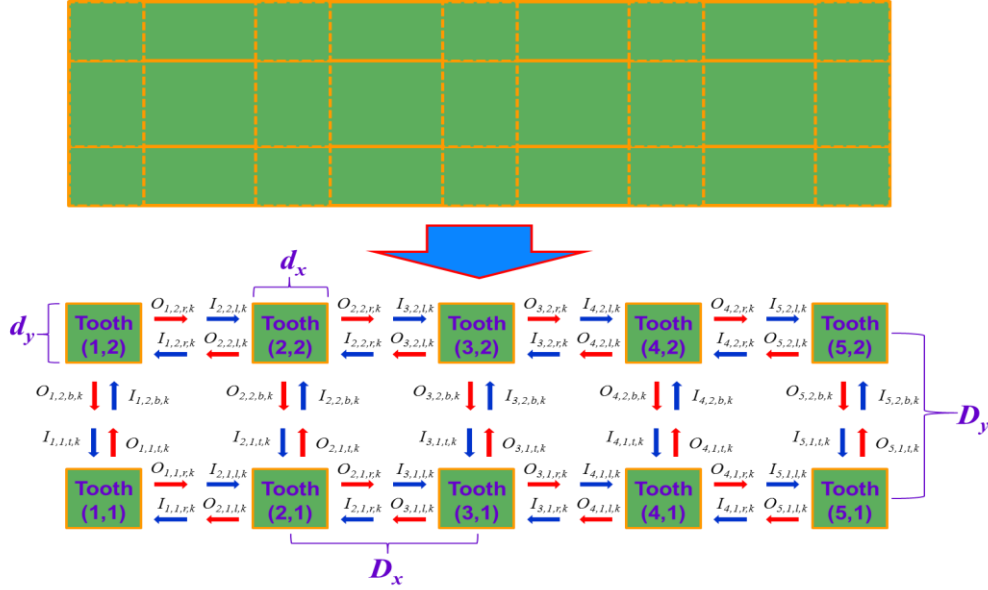 d_x
O_{1,2,r,k} I_{2,2,l,k} O_{2,2,r,k} I_{3,2,l,k} O_{3,2,r,k} I_{4,2,l,k} O_{4,2,r,k} I_{5,2,l,k}
d_y Tooth Tooth Tooth Tooth Tooth
(1,2) (2,2) (3,2) (4,2) (5,2)
I_{1,2,r,k} O_{2,2,l,k} I_{2,2,r,k} O_{3,2,l,k} I_{3,2,r,k} O_{4,2,l,k} I_{4,2,r,k} O_{5,2,l,k}
O_{1,2,b,k} I_{1,2,b,k} O_{2,2,b,k} I_{2,2,b,k} O_{3,2,b,k} I_{3,2,b,k} O_{4,2,b,k} I_{4,2,b,k} O_{5,2,b,k} I_{5,2,b,k}
D_y
I_{1,1,t,k} O_{1,1,t,k} I_{2,1,t,k} O_{2,1,t,k} I_{3,1,t,k} O_{3,1,t,k} I_{4,1,t,k} O_{4,1,t,k} I_{5,1,t,k} O_{5,1,t,k}
O_{1,1,r,k} I_{2,1,l,k} O_{2,1,r,k} I_{3,1,l,k} O_{3,1,r,k} I_{4,1,l,k} O_{4,1,r,k} I_{5,1,l,k}
Tooth Tooth Tooth Tooth Tooth
(1,1) (2,1) (3,1) (4,1) (5,1)
I_{1,1,r,k} O_{2,1,l,k} I_{2,1,r,k} O_{3,1,l,k} I_{3,1,r,k} O_{4,1,l,k} I_{4,1,r,k} O_{5,1,l,k}
D_x